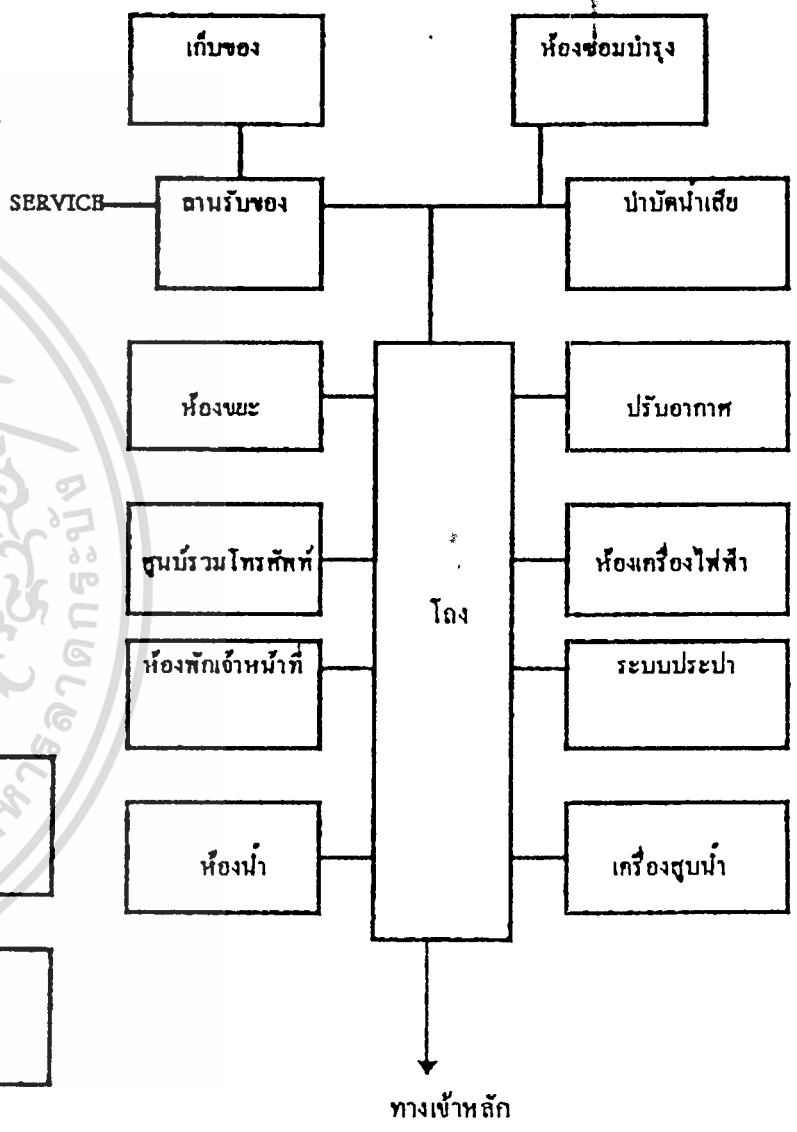 เก็บของ
ห้องซ่อมบำรุง
SERVICE
ลานรับของ
บำบัดน้ำเสีย
ห้องขยะ
ปรับอากาศ
ศูนย์รวมโทรศัพท์
ห้องเครื่องไฟฟ้า
โถง
ห้องพักเจ้าหน้าที่
ระบบประปา
ห้องน้ำ
เครื่องสูบน้ำ
ทางเข้าหลัก